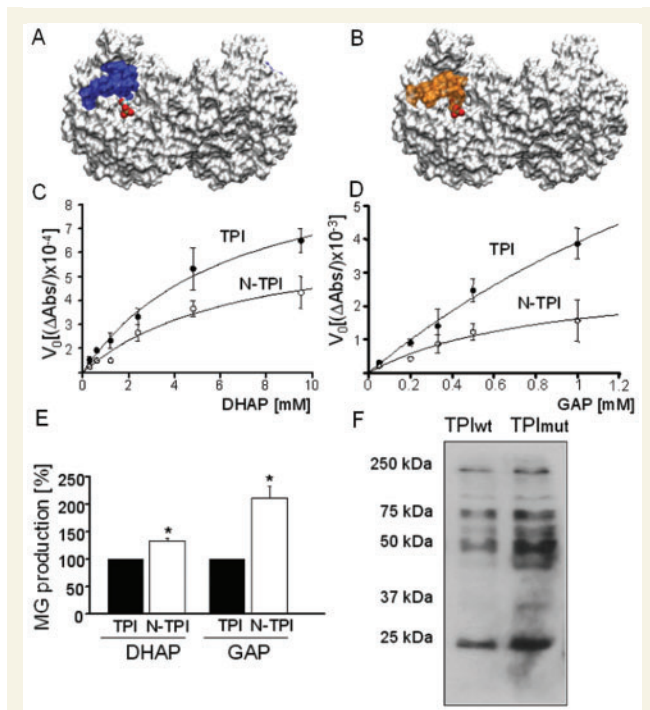 A
B
C
D
8
7
6
5
4
3
2
V0[(ΔAbs/)x10-4]
TPI
N-TPI
0 2 4 6 8 10
DHAP [mM]
5
4
3
2
1
V0[(ΔAbs/)x10-3]
TPI
N-TPI
0 0.2 0.4 0.6 0.8 1 1.2
GAP [mM]
E
MG production [%]
250
200
150
100
50
0
*
*
TPI N-TPI TPI N-TPI
DHAP GAP
F
TPIwt TPImut
250 kDa
75 kDa
50 kDa
37 kDa
25 kDa